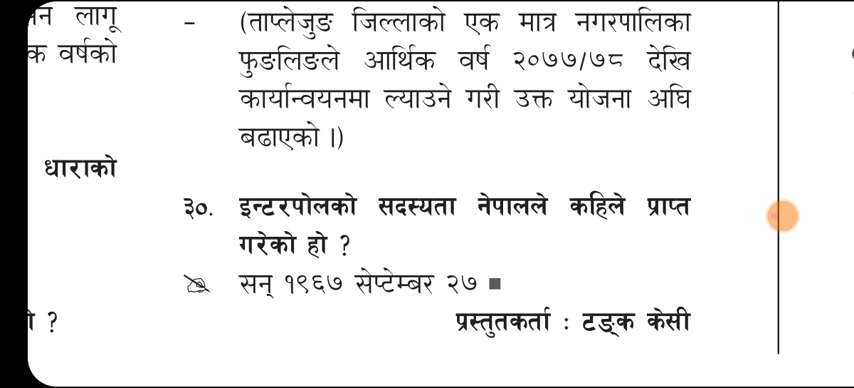 लागू
क वर्षको
धाराको
?
– (ताप्लेजुङ जिल्लाको एक मात्र नगरपालिका
फुङलिङले आर्थिक वर्ष २०७७/७८ देखि
कार्यान्वयनमा ल्याउने गरी उक्त योजना अघि
बढाएको ।)
३०. इन्टरपोलको सदस्यता नेपालले कहिले प्राप्त
गरेको हो ?
सन् १९६७ सेप्टेम्बर २७ ■
प्रस्तुतकर्ता : टङ्क केसी